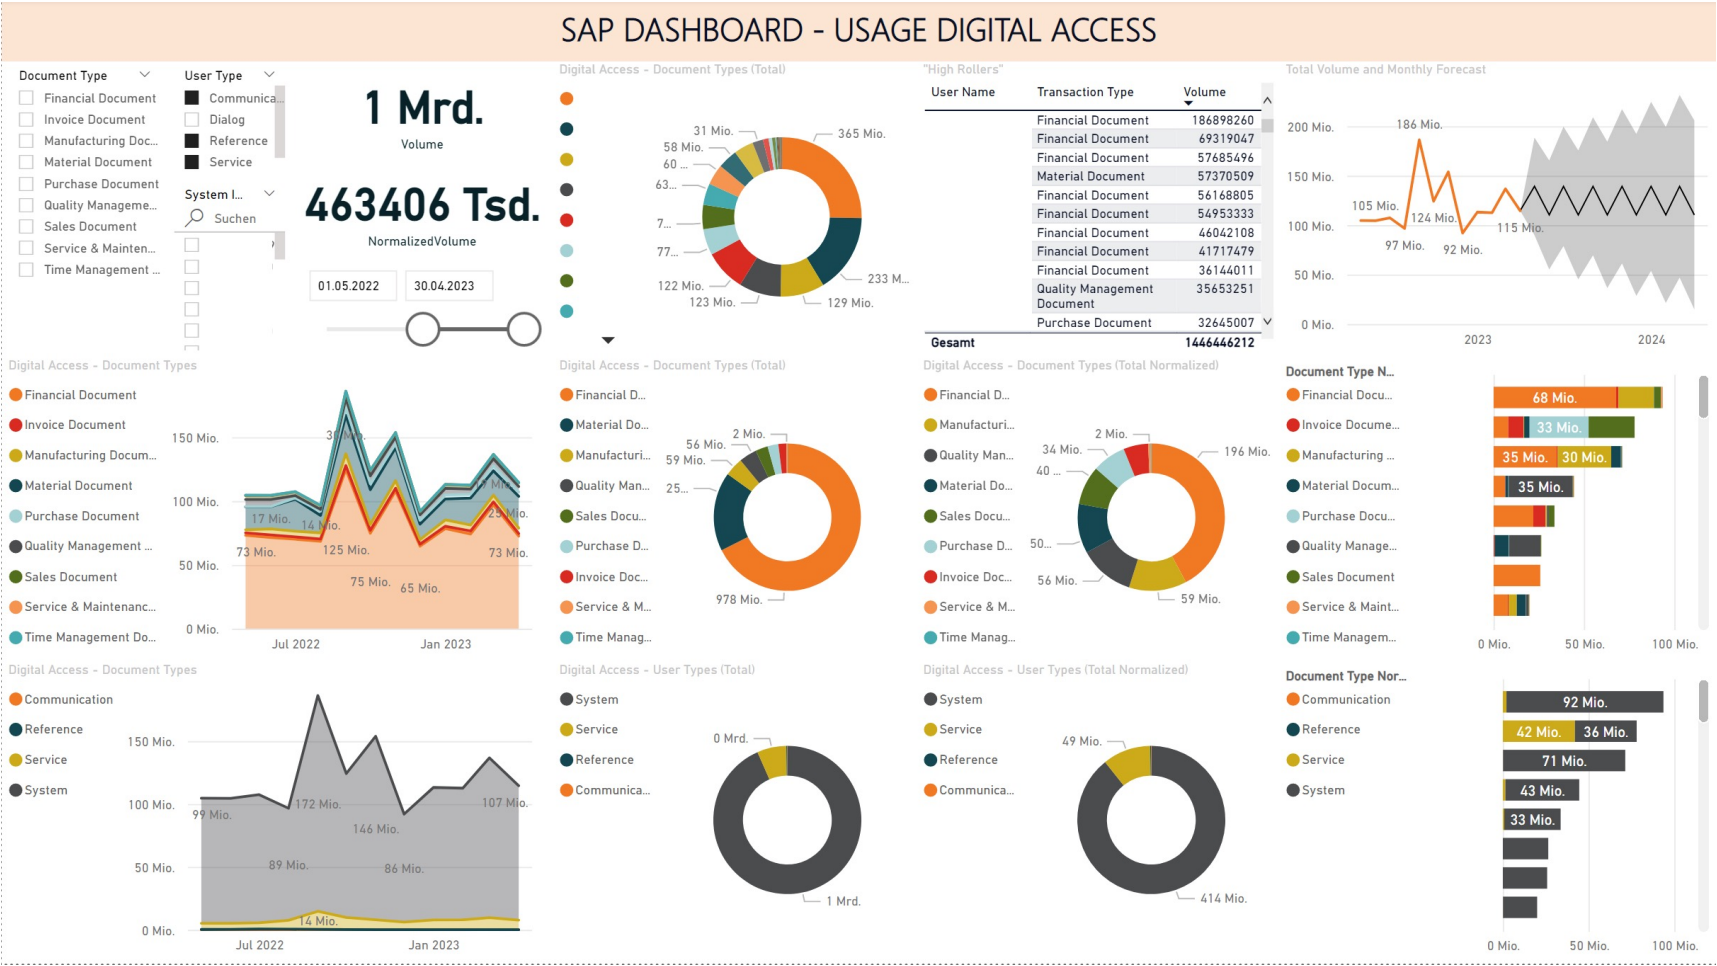 SAP DASHBOARD - USAGE DIGITAL ACCESS
Document Type
Financial Document
Invoice Document
Manufacturing Doc...
Material Document
Purchase Document
Quality Manageme...
Sales Document
Service & Mainten...
Time Management ...
User Type
Communica...
Dialog
Reference
Service
System I...
Suchen
1 Mrd.
Volume
463406 Tsd.
NormalizedVolume
01.05.2022
30.04.2023
Digital Access - Document Types (Total)
31 Mio.
365 Mio.
58 Mio.
60 ...
63...
7...
77...
122 Mio.
123 Mio.
129 Mio.
233 M...
"High Rollers"
User Name Transaction Type Volume
Financial Document 186898260
Financial Document 69319047
Financial Document 57685496
Material Document 57370509
Financial Document 56168805
Financial Document 54953333
Financial Document 46042108
Financial Document 41717479
Financial Document 36144011
Quality Management 35653251
Document
Purchase Document 32645007
Gesamt 1446446212
Total Volume and Monthly Forecast
200 Mio.
150 Mio.
100 Mio.
50 Mio.
0 Mio.
186 Mio.
105 Mio.
124 Mio.
97 Mio.
92 Mio.
115 Mio.
2023
2024
Digital Access - Document Types
Financial Document
Invoice Document
Manufacturing Docum...
Material Document
Purchase Document
Quality Management ...
Sales Document
Service & Maintenanc...
Time Management Do...
150 Mio.
100 Mio.
50 Mio.
0 Mio.
17 Mio.
14 Mio.
73 Mio.
125 Mio.
75 Mio.
65 Mio.
25 Mio.
73 Mio.
Jul 2022
Jan 2023
Digital Access - Document Types (Total)
Financial D...
Material Do...
Manufacturi...
Quality Man...
Sales Docu...
Purchase D...
Invoice Doc...
Service & M...
Time Manag...
2 Mio.
56 Mio.
59 Mio.
25...
978 Mio.
Digital Access - Document Types (Total Normalized)
Financial D...
Manufacturi...
Quality Man...
Material Do...
Sales Docu...
Purchase D...
Invoice Doc...
Service & M...
Time Manag...
2 Mio.
34 Mio.
196 Mio.
40 ...
50...
56 Mio.
59 Mio.
Document Type N...
Financial Docu...
Invoice Docume...
Manufacturing ...
Material Docum...
Purchase Docu...
Quality Manage...
Sales Document
Service & Maint...
Time Managem...
68 Mio.
33 Mio.
35 Mio. 30 Mio.
35 Mio.
0 Mio.
50 Mio.
100 Mio.
Digital Access - Document Types
Communication
Reference
Service
System
150 Mio.
100 Mio.
50 Mio.
0 Mio.
99 Mio.
172 Mio.
146 Mio.
107 Mio.
89 Mio.
86 Mio.
14 Mio.
Jul 2022
Jan 2023
Digital Access - User Types (Total)
System
Service
Reference
Communica...
0 Mrd.
1 Mrd.
Digital Access - User Types (Total Normalized)
System
Service
Reference
Communica...
49 Mio.
414 Mio.
Document Type Nor...
Communication
Reference
Service
System
92 Mio.
42 Mio. 36 Mio.
71 Mio.
43 Mio.
33 Mio.
0 Mio.
50 Mio.
100 Mio.